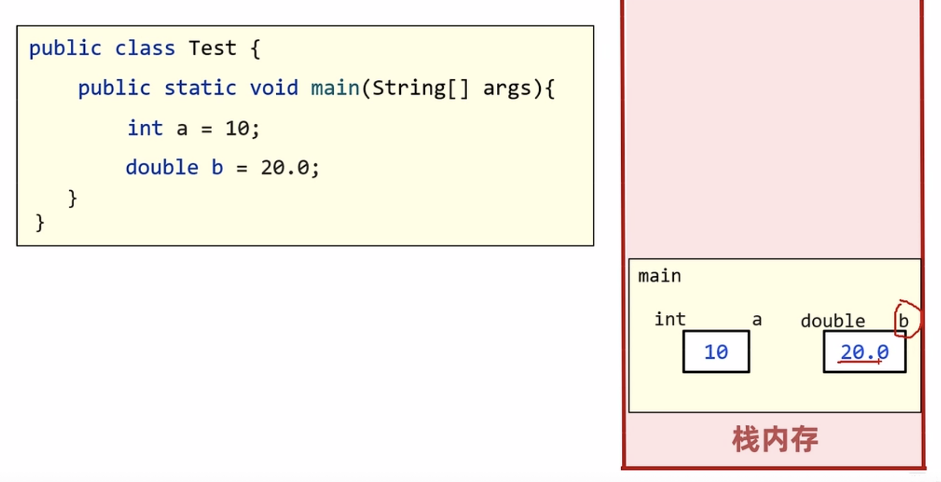 public class Test {
public static void main(String[] args){
int a = 10;
double b = 20.0;
}
}
main
int a double b
10 20.0
栈内存